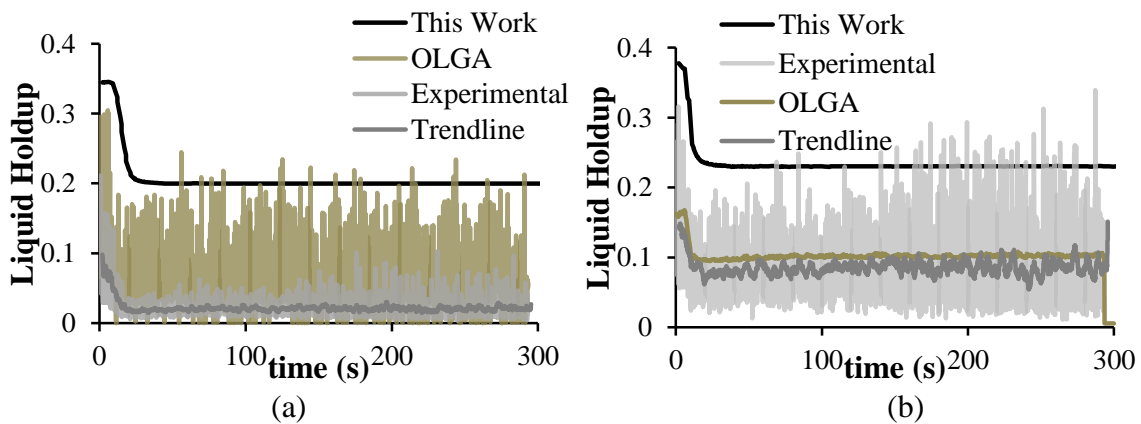 This Work
OLGA
Experimental
Trendline
0.4
0.3
0.2
0.1
0
Liquid Holdup
0
100
200
300
time (s)
(a)
This Work
Experimental
OLGA
Trendline
0.4
0.3
0.2
0.1
0
Liquid Holdup
0
100
200
300
time (s)
(b)